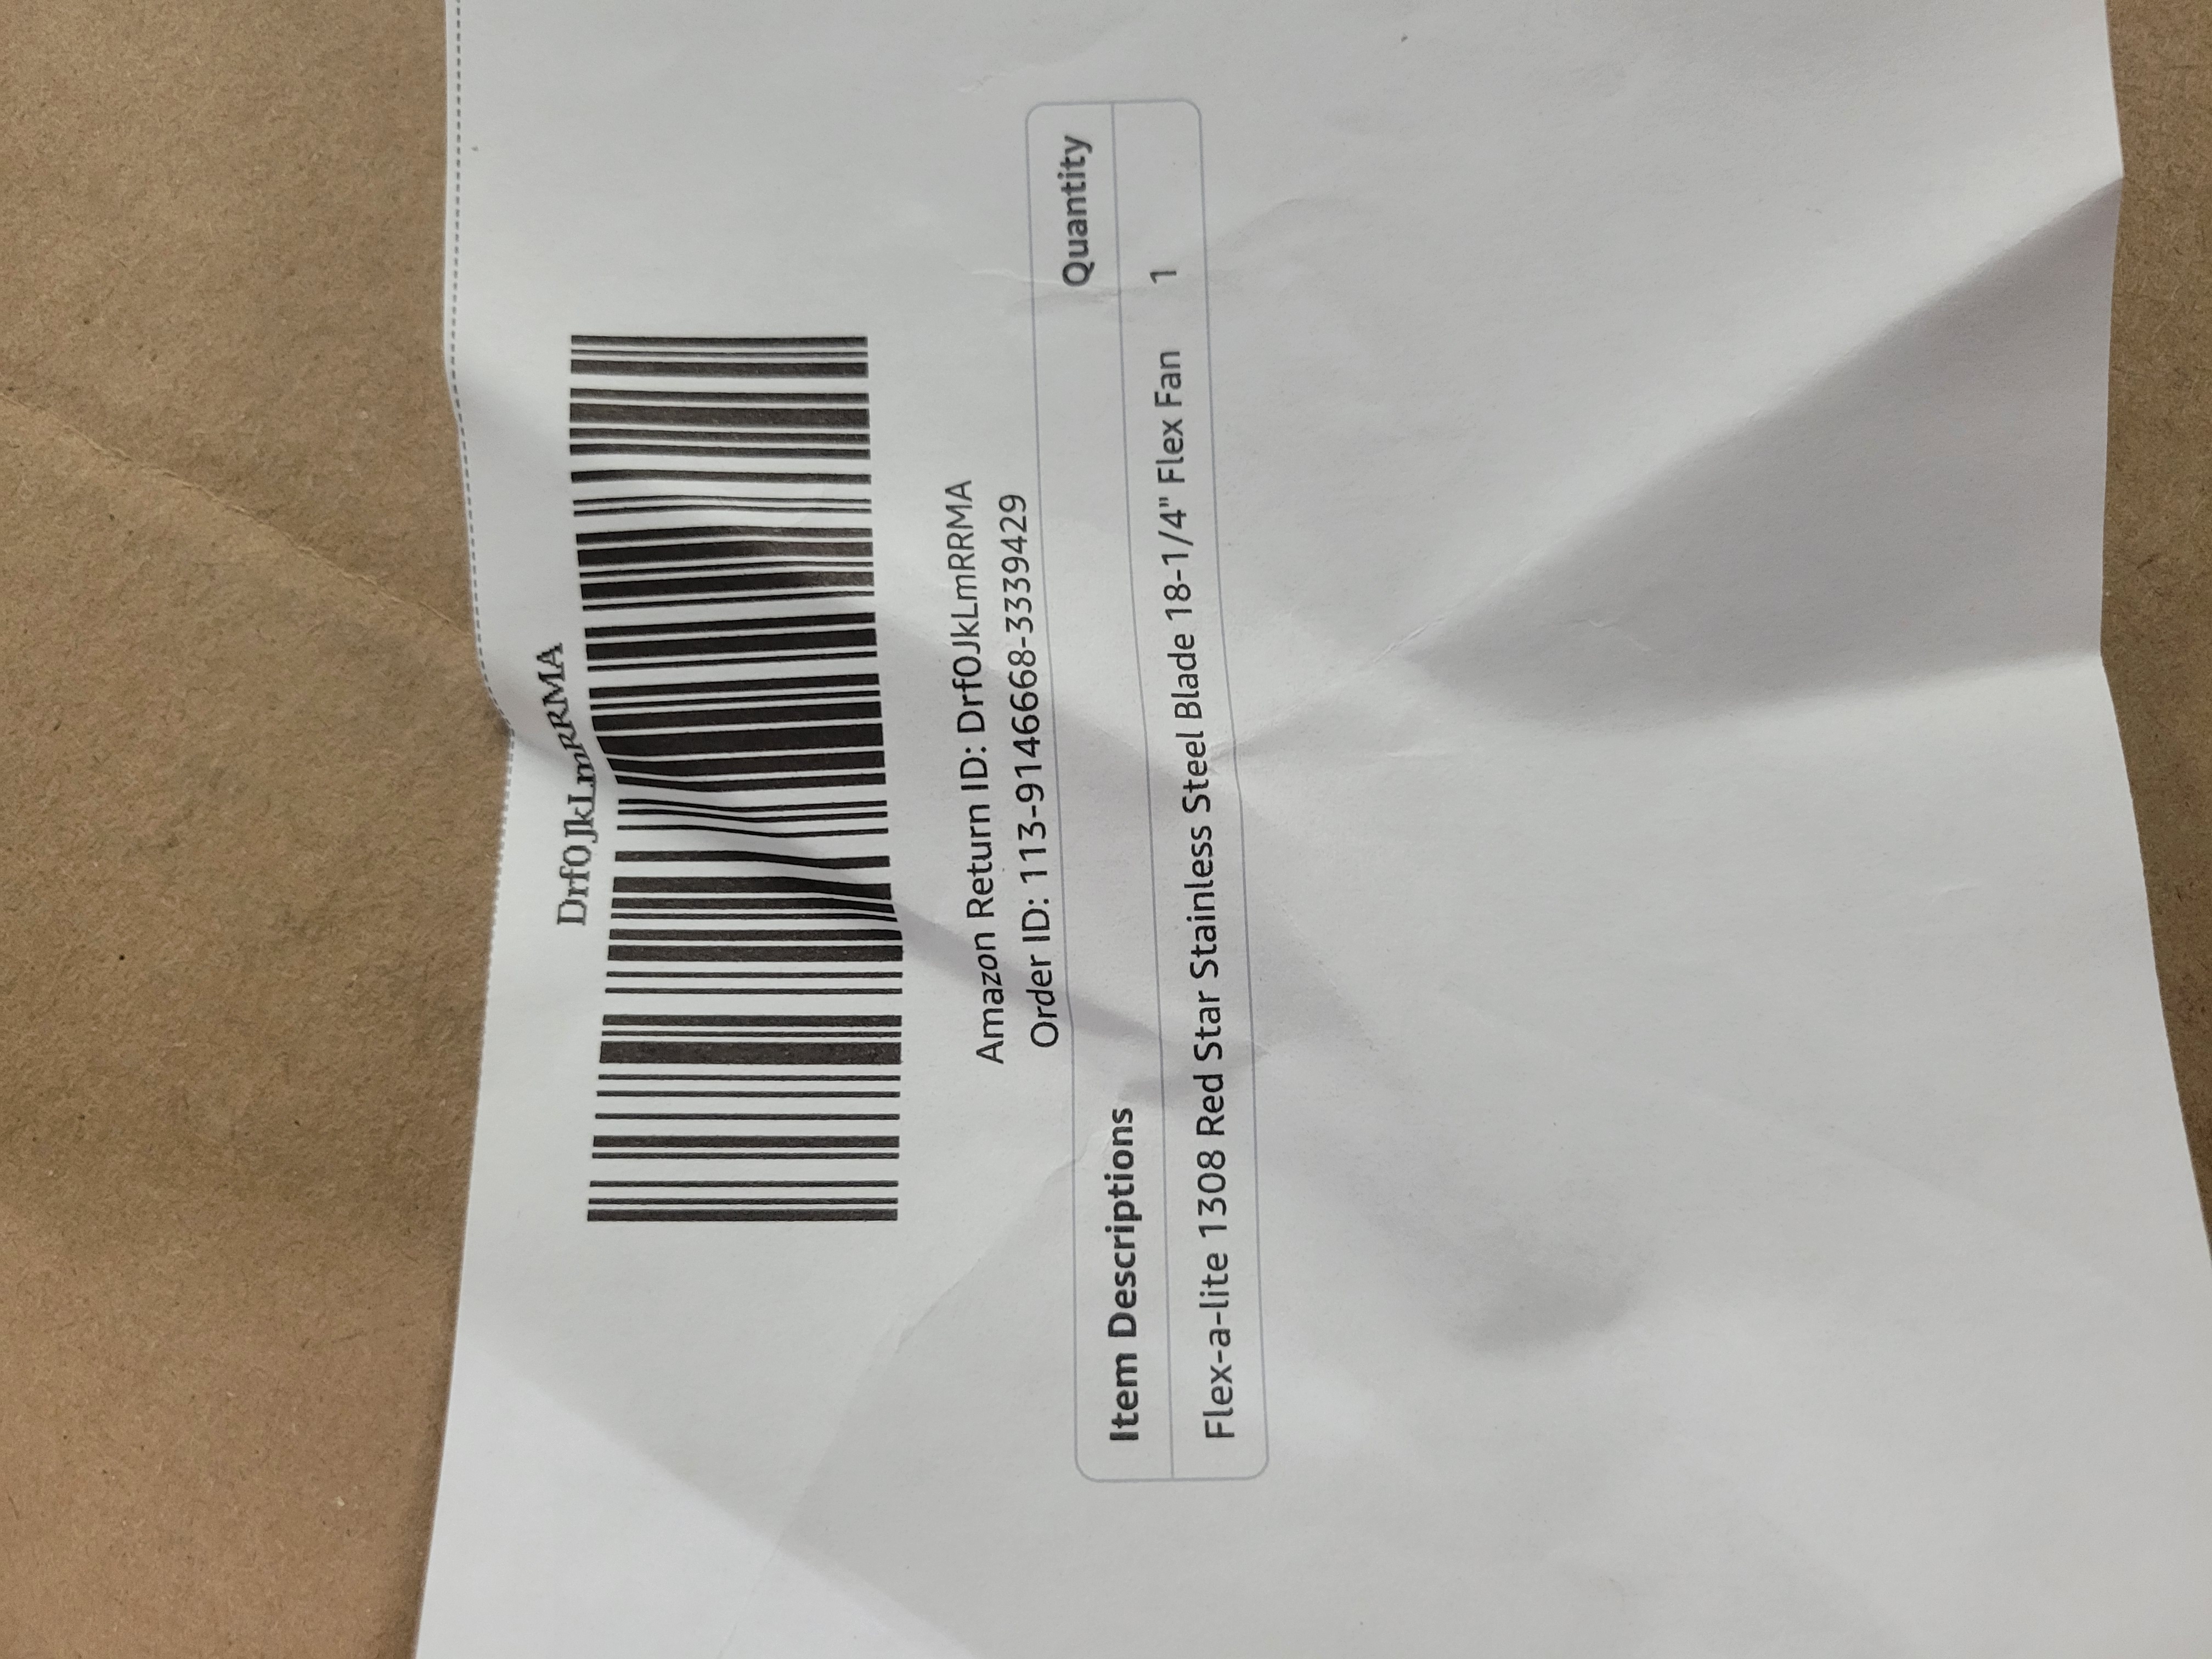 DrfOJkLmRRMA
Amazon Return ID: DrfOJkLmRRMA
Order ID: 113-9146668-3339429
Item Descriptions Quantity
Flex-a-lite 1308 Red Star Stainless Steel Blade 18-1/4" Flex Fan 1